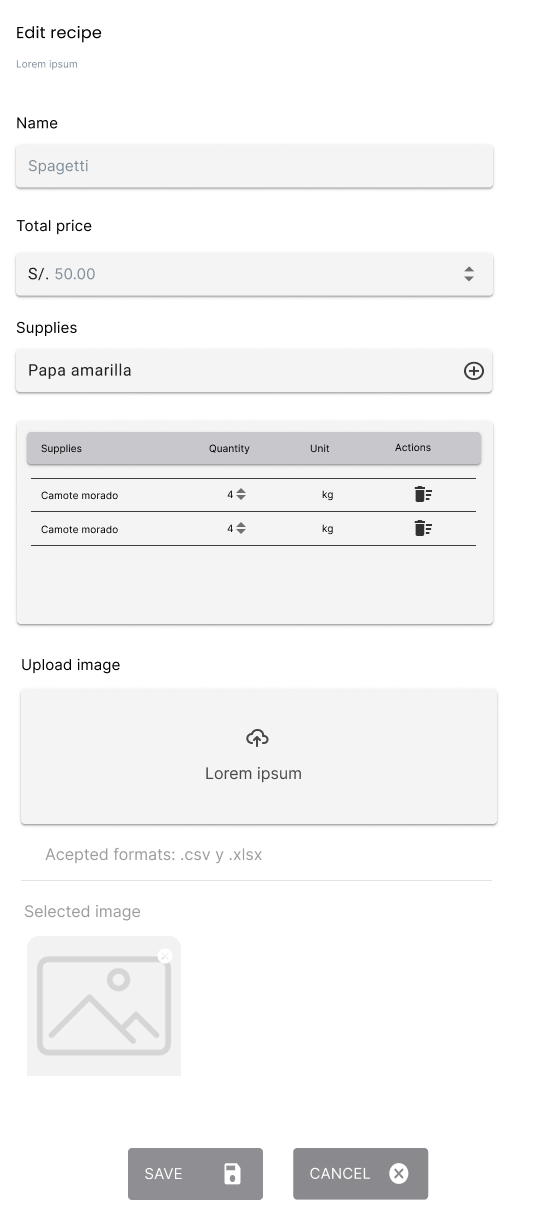 Edit recipe
Lorem ipsum
Name
Spagetti
Total price
S/. 50.00
Supplies
Papa amarilla
Supplies Quantity Unit Actions
Camote morado 4 kg
Camote morado 4 kg
Upload image
Lorem ipsum
Acepted formats: .csv y .xlsx
Selected image
SAVE CANCEL